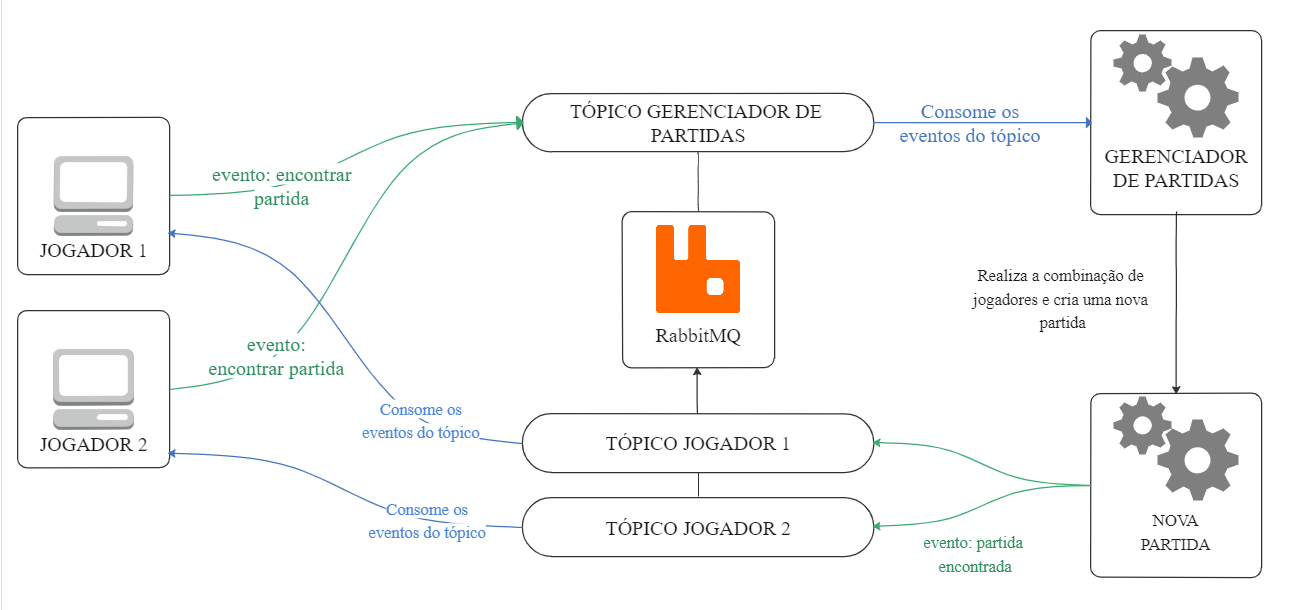 TÓPICO GERENCIADOR DE
PARTIDAS
Consome os
eventos do tópico
GERENCIADOR
DE PARTIDAS
evento: encontrar
partida
JOGADOR 1
RabbitMQ
Realiza a combinação de
jogadores e cria uma nova
partida
evento:
encontrar partida
JOGADOR 2
Consome os
eventos do tópico
TÓPICO JOGADOR 1
Consome os
eventos do tópico
TÓPICO JOGADOR 2
evento: partida
encontrada
NOVA
PARTIDA